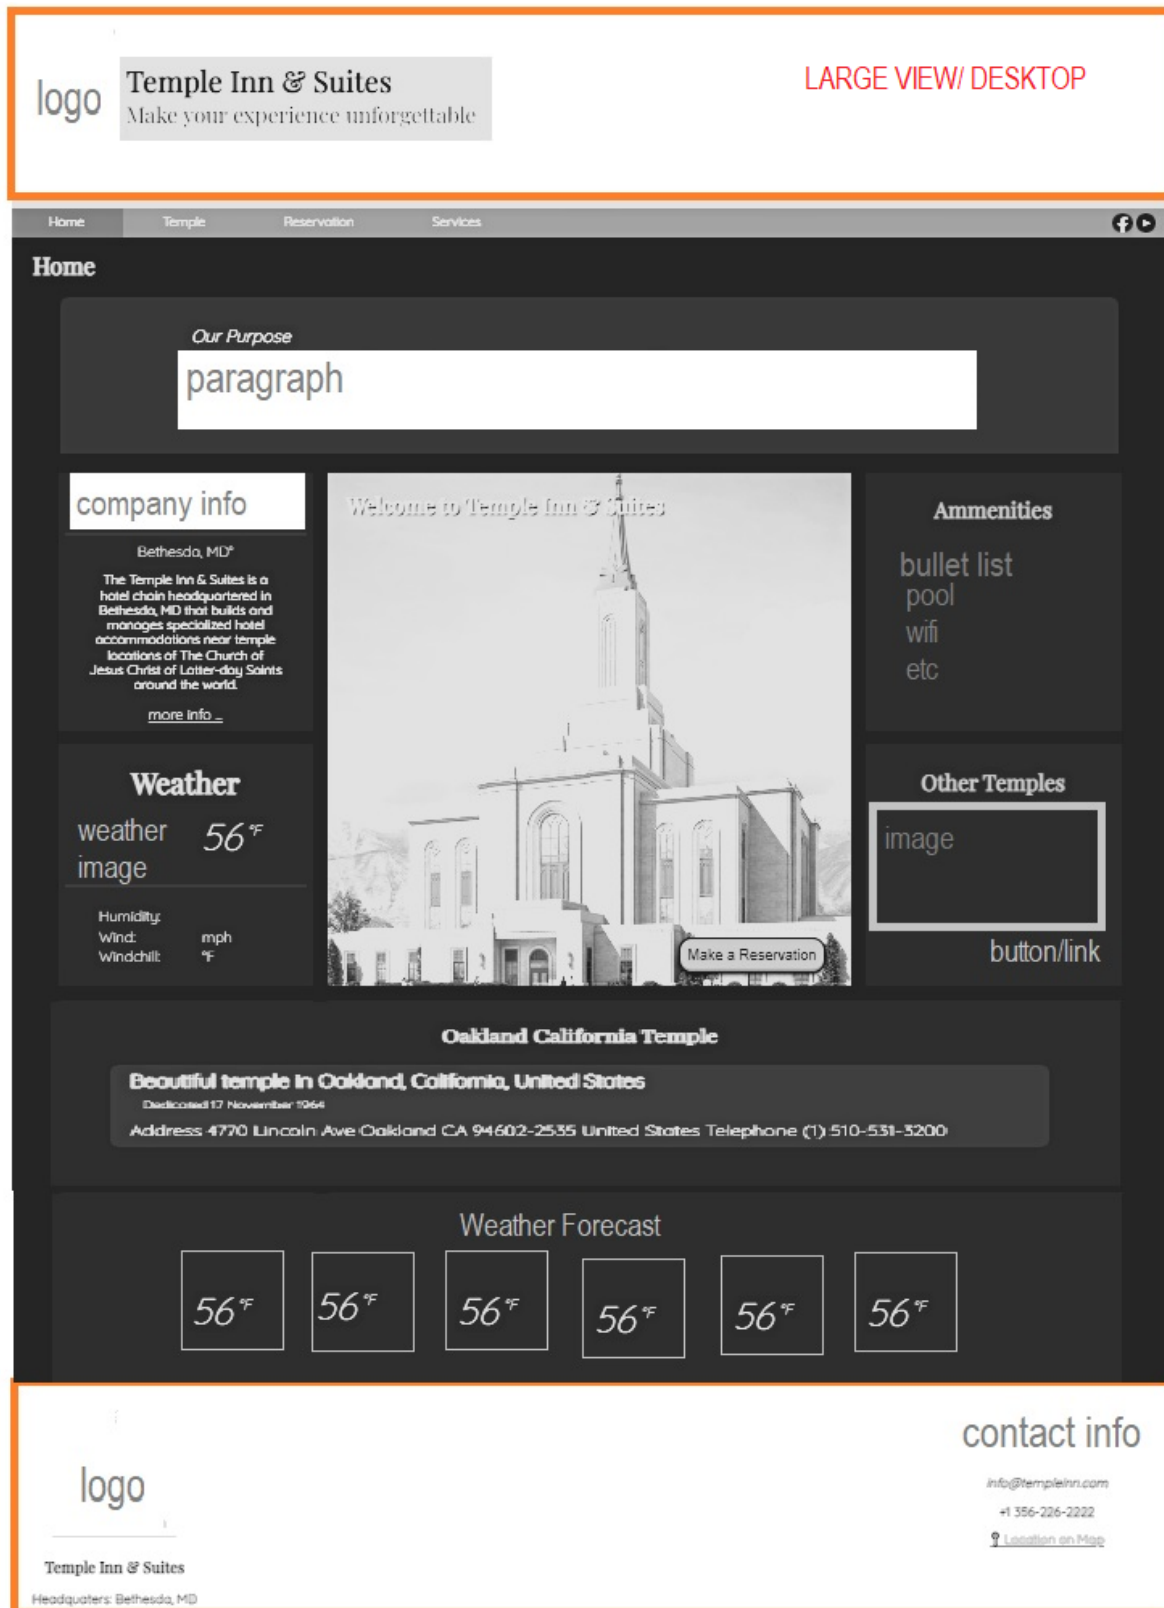 logo
Temple Inn & Suites
Make your experience unforgettable
LARGE VIEW/ DESKTOP
Home Temple Reservation Services
Home
Our Purpose
paragraph
company info
Bethesda, MD°
The Temple Inn & Suites is a
hotel chain headquartered in
Bethesda, MD that builds and
manages specialized hotel
accommodations near temple
locations of The Church of
Jesus Christ of Latter-day Saints
around the world.
more info ...
Welcome to Temple Inn & Suites
Make a Reservation
Ammenities
bullet list
pool
wifi
etc
Weather
weather
image
56°F
Humidity:
Wind: mph
Windchill: °F
Other Temples
image
button/link
Oakland California Temple
Beautiful temple in Oakland, California, United States
Dedicated 17 November 1964
Address 4770 Lincoln Ave Oakland CA 94602-2535 United States Telephone (1) 510-531-3200
Weather Forecast
56°F 56°F 56°F 56°F 56°F 56°F
logo
Temple Inn & Suites
Headquaters: Bethesda, MD
contact info
info@templeinn.com
+1 356-226-2222
Location on Map